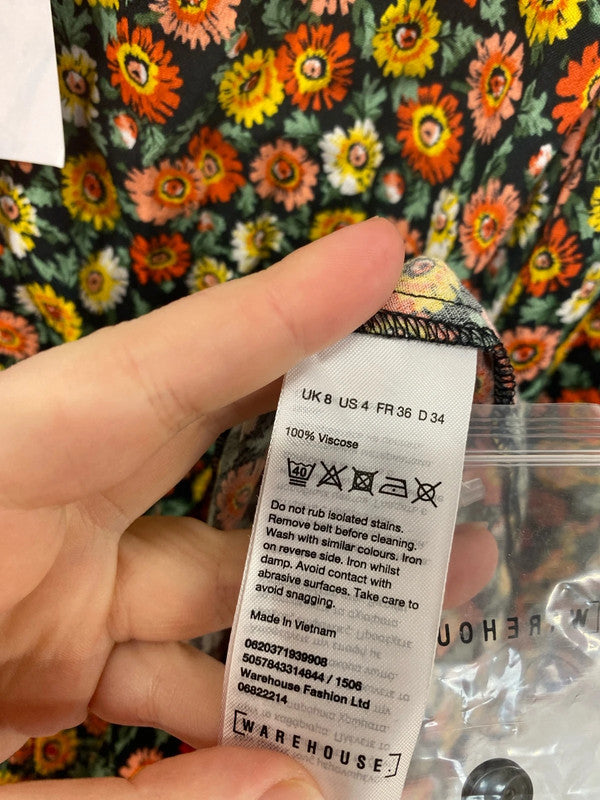 UK 8 US 4 FR 36 D 34
100% Viscose
40
Do not rub isolated stains.
Remove belt before cleaning.
Wash with similar colours. Iron
on reverse side. Iron whilst
damp. Avoid contact with
abrasive surfaces. Take care to
avoid snagging.
Made in Vietnam
0620371939908
5057843314844 / 1506
Warehouse Fashion Ltd
06822214
[WAREHOUSE.]
WAREHOU